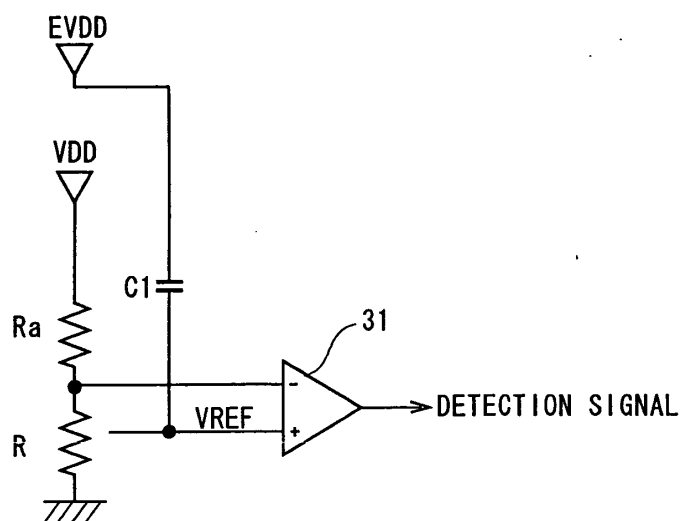 EVDD
VDD
C1
Ra
31
-
DETECTION SIGNAL
VREF
+
R